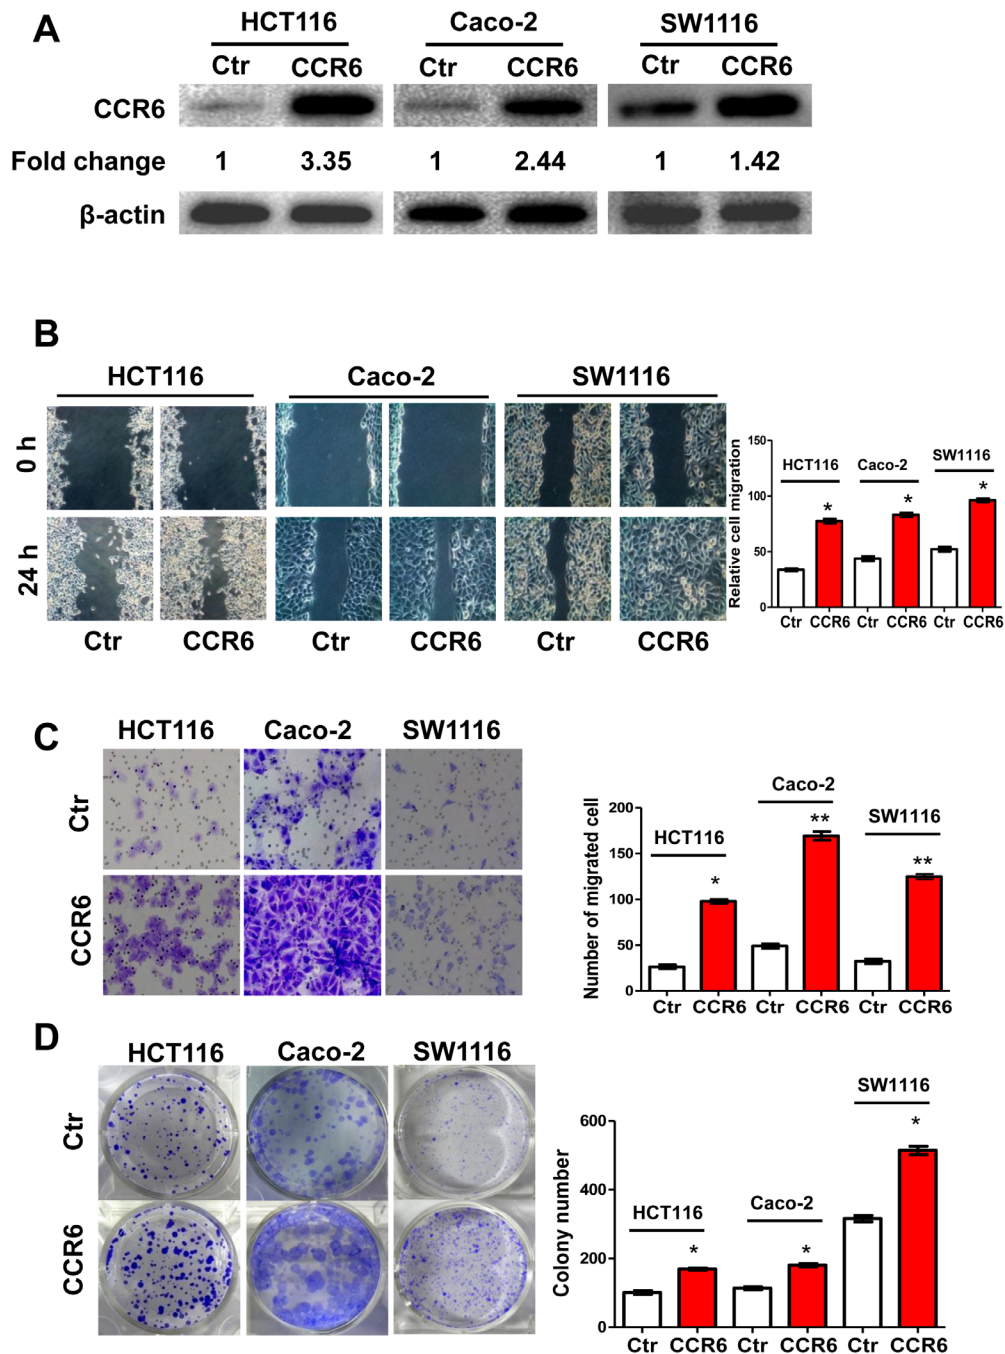 A
HCT116 Caco-2 SW1116
Ctr CCR6 Ctr CCR6 Ctr CCR6
CCR6
Fold change 1 3.35 1 2.44 1 1.42
β-actin
B
HCT116 Caco-2 SW1116
0 h
24 h
Ctr CCR6 Ctr CCR6 Ctr CCR6
Relative cell migration
150
100
50
0
HCT116 Caco-2 SW1116
* * *
Ctr CCR6 Ctr CCR6 Ctr CCR6
C
HCT116 Caco-2 SW1116
Ctr
CCR6
Number of migrated cell
200
150
100
50
0
HCT116 Caco-2 SW1116
* ** **
Ctr CCR6 Ctr CCR6 Ctr CCR6
D
HCT116 Caco-2 SW1116
Ctr
CCR6
Colony number
600
400
200
0
HCT116 Caco-2 SW1116
* * *
Ctr CCR6 Ctr CCR6 Ctr CCR6